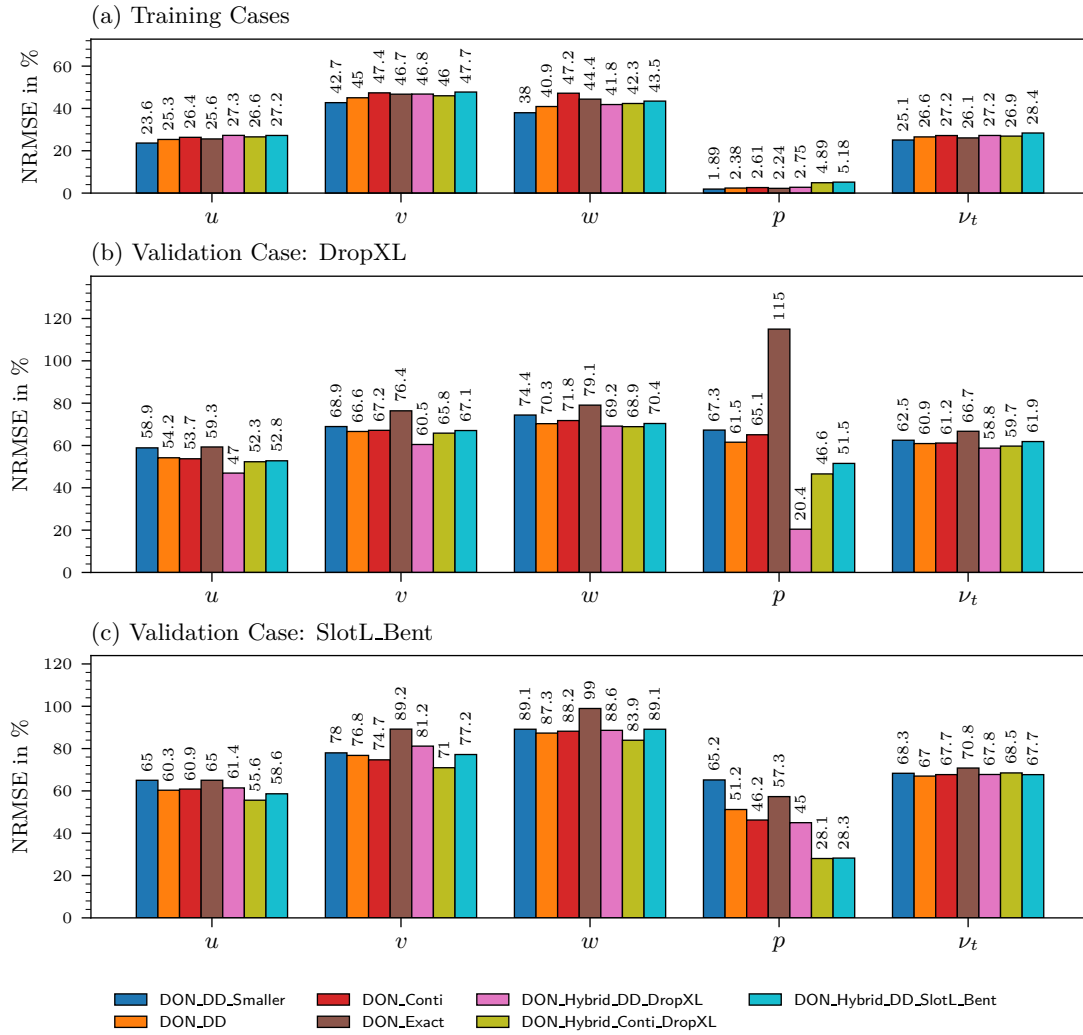 (a) Training Cases
NRMSE in %
60
40
20
0
23.6 25.3 26.4 25.6 27.3 26.6 27.2
42.7 45 47.4 46.7 46.8 46 47.7
38 40.9 47.2 44.4 41.8 42.3 43.5
1.89 2.38 2.61 2.24 2.75 4.89 5.18
25.1 26.6 27.2 26.1 27.2 26.9 28.4
u v w p ν_t
(b) Validation Case: DropXL
NRMSE in %
120
100
80
60
40
20
0
58.9 54.2 53.7 59.3 47 52.3 52.8
68.9 66.6 67.2 76.4 60.5 65.8 67.1
74.4 70.3 71.8 79.1 69.2 68.9 70.4
67.3 61.5 65.1 115 20.4 46.6 51.5
62.5 60.9 61.2 66.7 58.8 59.7 61.9
u v w p ν_t
(c) Validation Case: SlotL_Bent
NRMSE in %
120
100
80
60
40
20
0
65 60.3 60.9 65 61.4 55.6 58.6
78 76.8 74.7 89.2 81.2 71 77.2
89.1 87.3 88.2 99 88.6 83.9 89.1
65.2 51.2 46.2 57.3 45 28.1 28.3
68.3 67 67.7 70.8 67.8 68.5 67.7
u v w p ν_t
DON_DD_Smaller
DON_DD
DON_Conti
DON_Exact
DON_Hybrid_DD_DropXL
DON_Hybrid_Conti_DropXL
DON_Hybrid_DD_SlotL_Bent